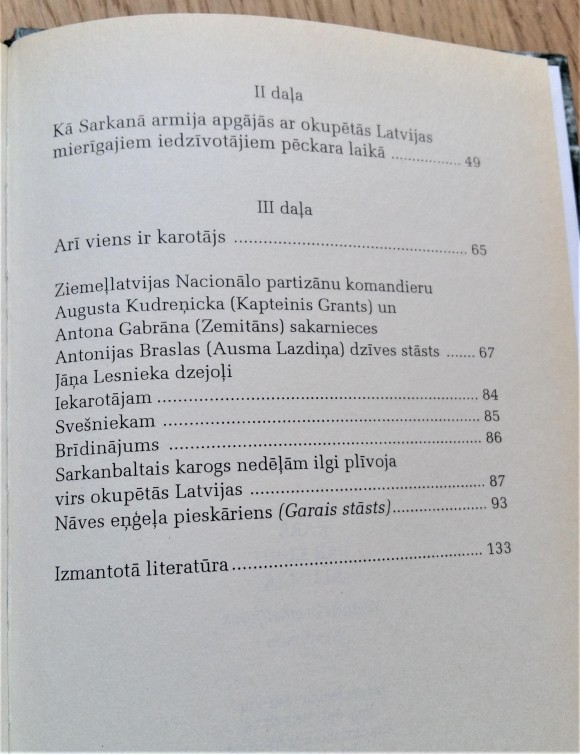 II daļa
Kā Sarkanā armija apgājās ar okupētās Latvijas
mierīgajiem iedzīvotājiem pēckara laikā ................. 49
III daļa
Arī viens ir karotājs ................................................ 65
Ziemeļlatvijas Nacionālo partizānu komandieru
Augusta Kudreņicka (Kapteinis Grants) un
Antona Gabrāna (Zemitāns) sakarnieces
Antonijas Braslas (Ausma Lazdiņa) dzīves stāsts ....... 67
Jāņa Lesnieka dzejoļi
Iekarotājam ................................................................ 84
Svešniekam ................................................................ 85
Brīdinājums ............................................................... 86
Sarkanbaltais karogs nedēļām ilgi plīvoja
virs okupētās Latvijas ............................................... 87
Nāves eņģeļa pieskāriens (Garais stāsts)................... 93
Izmantotā literatūra.................................................. 133